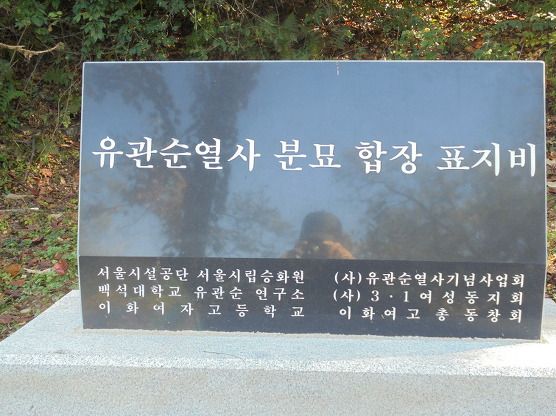 유관순열사 분묘 합장 표지비
서울시설공단 서울시립승화원 (사)유관순열사기념사업회
백석대학교 유관순 연구소 (사)3·1여성동지회
이화여자고등학교 이화여고총동창회